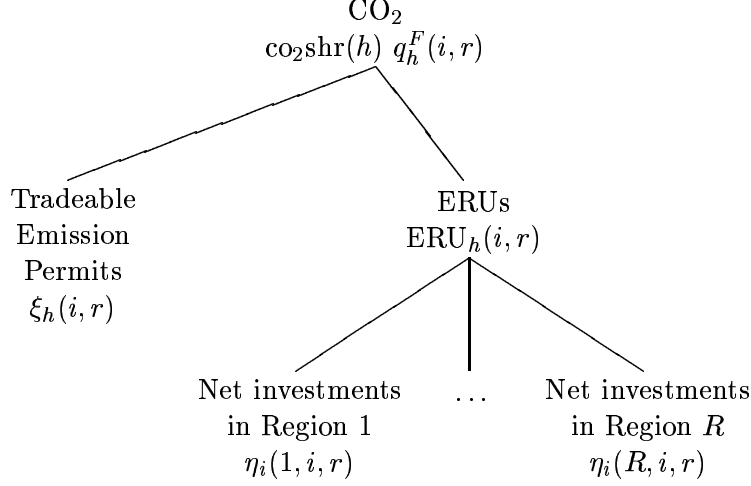 CO₂
co₂shr(h) q_h^F(i, r)
Tradeable
Emission
Permits
ξ_h(i, r)
ERUs
ERU_h(i, r)
Net investments
in Region 1
η_i(1, i, r)
...
Net investments
in Region R
η_i(R, i, r)